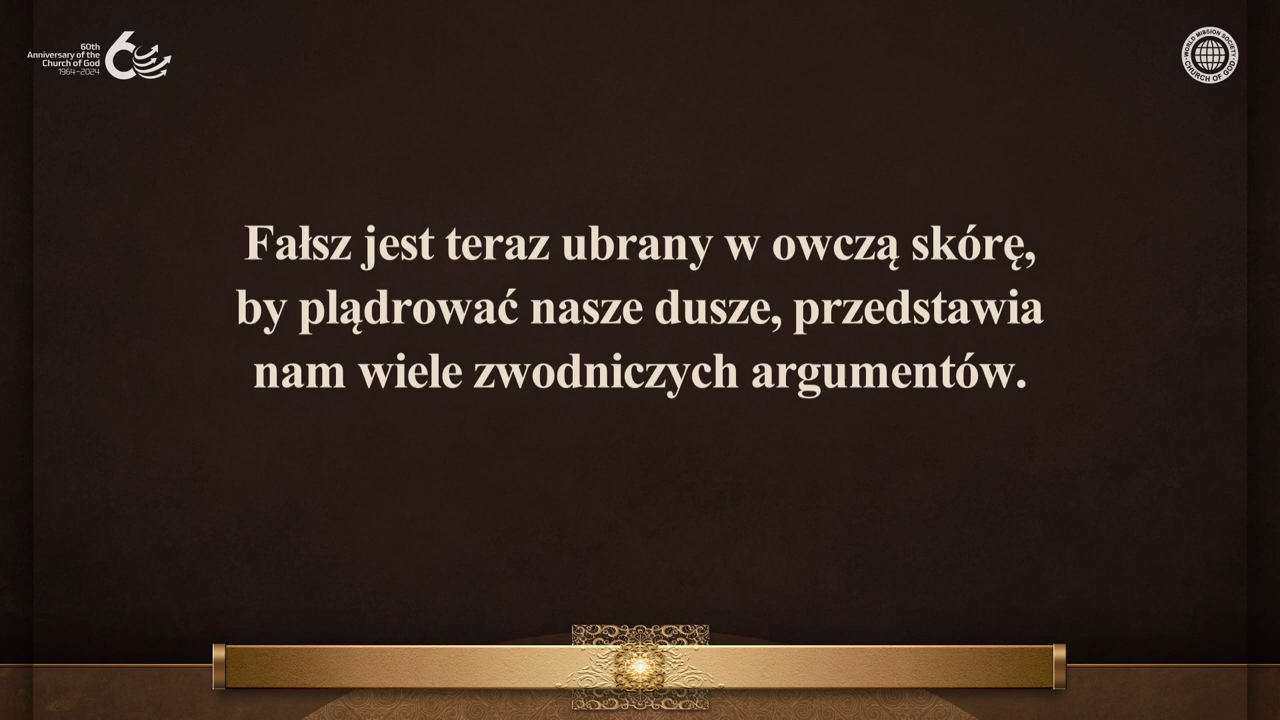 60th
Anniversary of the
Church of God
1964–2024
WORLD MISSION SOCIETY
CHURCH OF GOD
Fałsz jest teraz ubrany w owczą skórę,
by plądrować nasze dusze, przedstawia
nam wiele zwodniczych argumentów.